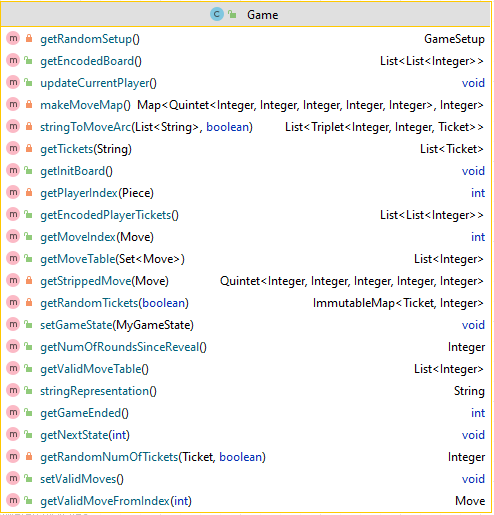 C Game
m getRandomSetup() GameSetup
m getEncodedBoard() List<List<Integer>>
m updateCurrentPlayer() void
m makeMoveMap() Map<Quintet<Integer, Integer, Integer, Integer, Integer>, Integer>
m stringToMoveArc(List<String>, boolean) List<Triplet<Integer, Integer, Ticket>>
m getTickets(String) List<Ticket>
m getInitBoard() void
m getPlayerIndex(Piece) int
m getEncodedPlayerTickets() List<List<Integer>>
m getMoveIndex(Move) int
m getMoveTable(Set<Move>) List<Integer>
m getStrippedMove(Move) Quintet<Integer, Integer, Integer, Integer, Integer>
m getRandomTickets(boolean) ImmutableMap<Ticket, Integer>
m setGameState(MyGameState) void
m getNumOfRoundsSinceReveal() Integer
m getValidMoveTable() List<Integer>
m stringRepresentation() String
m getGameEnded() int
m getNextState(int) void
m getRandomNumOfTickets(Ticket, boolean) Integer
m setValidMoves() void
m getValidMoveFromIndex(int) Move